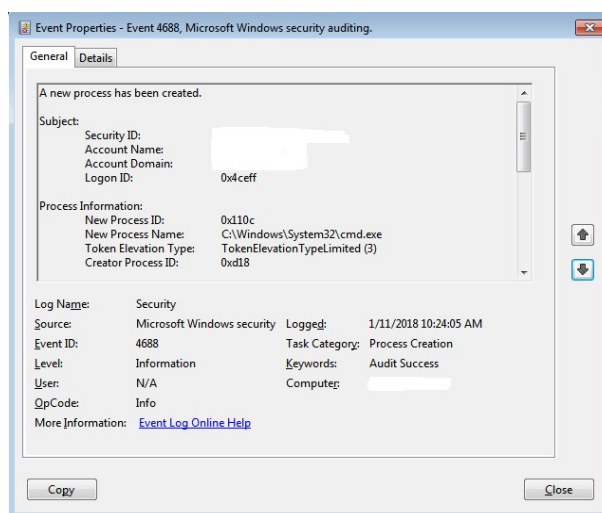 Event Properties - Event 4688, Microsoft Windows security auditing.
General Details
A new process has been created.
Subject:
Security ID:
Account Name:
Account Domain:
Logon ID: 0x4ceff
Process Information:
New Process ID: 0x110c
New Process Name: C:\Windows\System32\cmd.exe
Token Elevation Type: TokenElevationTypeLimited (3)
Creator Process ID: 0xd18
Log Name: Security
Source: Microsoft Windows security Logged: 1/11/2018 10:24:05 AM
Event ID: 4688 Task Category: Process Creation
Level: Information Keywords: Audit Success
User: N/A Computer:
OpCode: Info
More Information: Event Log Online Help
Copy Close